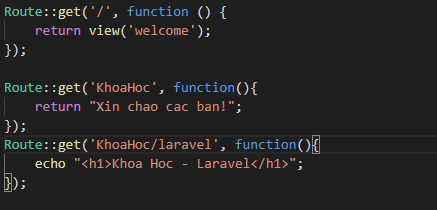 Route::get('/', function () {
    return view('welcome');
});

Route::get('KhoaHoc', function(){
    return "Xin chao cac ban!";
});
Route::get('KhoaHoc/laravel', function(){
    echo "<h1>Khoa Hoc - Laravel</h1>";
});